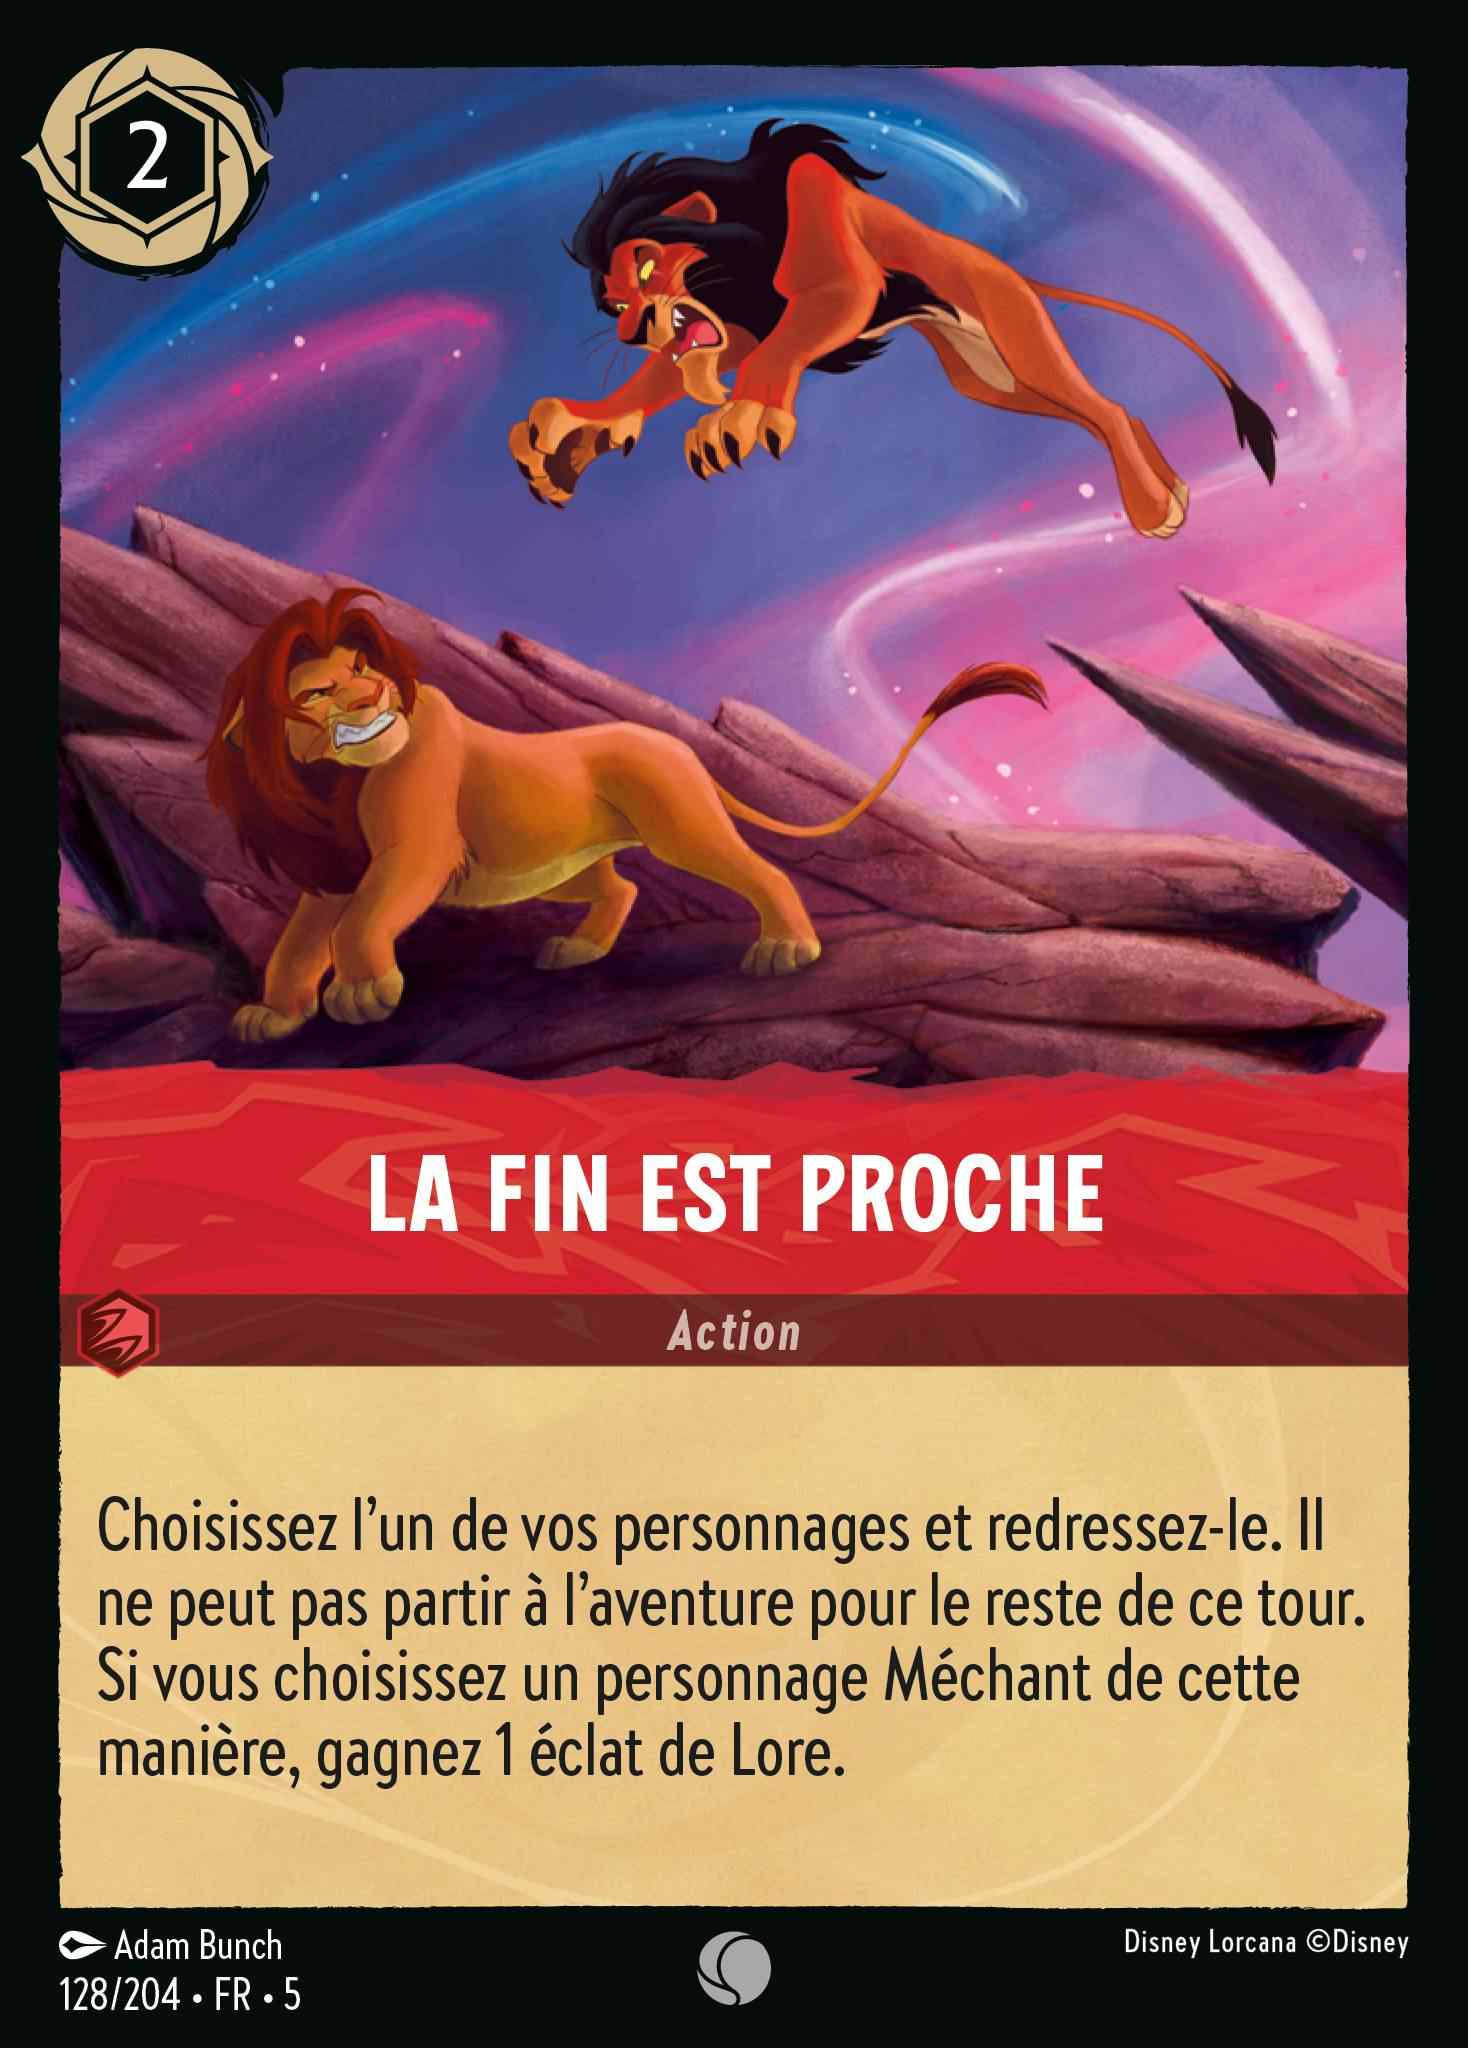 2
LA FIN EST PROCHE
Action
Choisissez l'un de vos personnages et redressez-le. Il
ne peut pas partir à l'aventure pour le reste de ce tour.
Si vous choisissez un personnage Méchant de cette
manière, gagnez 1 éclat de Lore.
Adam Bunch
Disney Lorcana ©Disney
128/204 • FR • 5